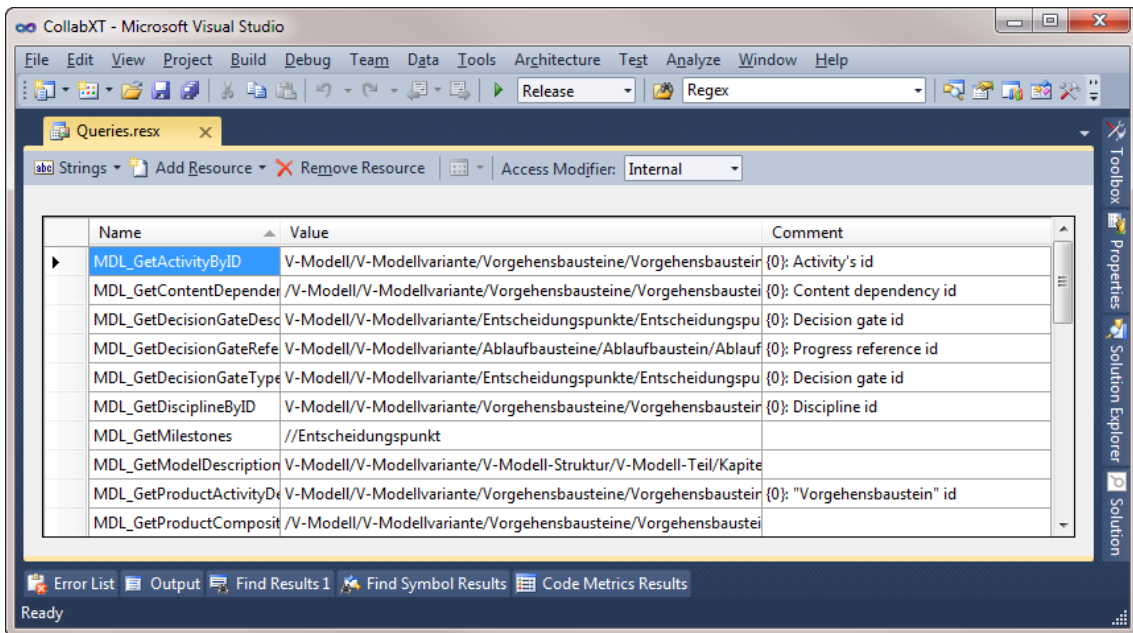 CollabXT - Microsoft Visual Studio
File Edit View Project Build Debug Team Data Tools Architecture Test Analyze Window Help
Release Regex
Queries.resx
abc Strings Add Resource Remove Resource Access Modifier: Internal
Name Value Comment
MDL_GetActivityByID V-Modell/V-Modellvariante/Vorgehensbausteine/Vorgehensbaustein {0}: Activity's id
MDL_GetContentDepender /V-Modell/V-Modellvariante/Vorgehensbausteine/Vorgehensbaustei {0}: Content dependency id
MDL_GetDecisionGateDesc V-Modell/V-Modellvariante/Entscheidungspunkte/Entscheidungspu {0}: Decision gate id
MDL_GetDecisionGateRefe V-Modell/V-Modellvariante/Ablaufbausteine/Ablaufbaustein/Ablauf {0}: Progress reference id
MDL_GetDecisionGateType V-Modell/V-Modellvariante/Entscheidungspunkte/Entscheidungspu {0}: Decision gate id
MDL_GetDisciplineByID V-Modell/V-Modellvariante/Vorgehensbausteine/Vorgehensbaustein {0}: Discipline id
MDL_GetMilestones //Entscheidungspunkt
MDL_GetModelDescription V-Modell/V-Modellvariante/V-Modell-Struktur/V-Modell-Teil/Kapite
MDL_GetProductActivityDe V-Modell/V-Modellvariante/Vorgehensbausteine/Vorgehensbaustein {0}: "Vorgehensbaustein" id
MDL_GetProductComposit /V-Modell/V-Modellvariante/Vorgehensbausteine/Vorgehensbaustei
Toolbox
Properties
Solution Explorer
Solution
Error List Output Find Results 1 Find Symbol Results Code Metrics Results
Ready